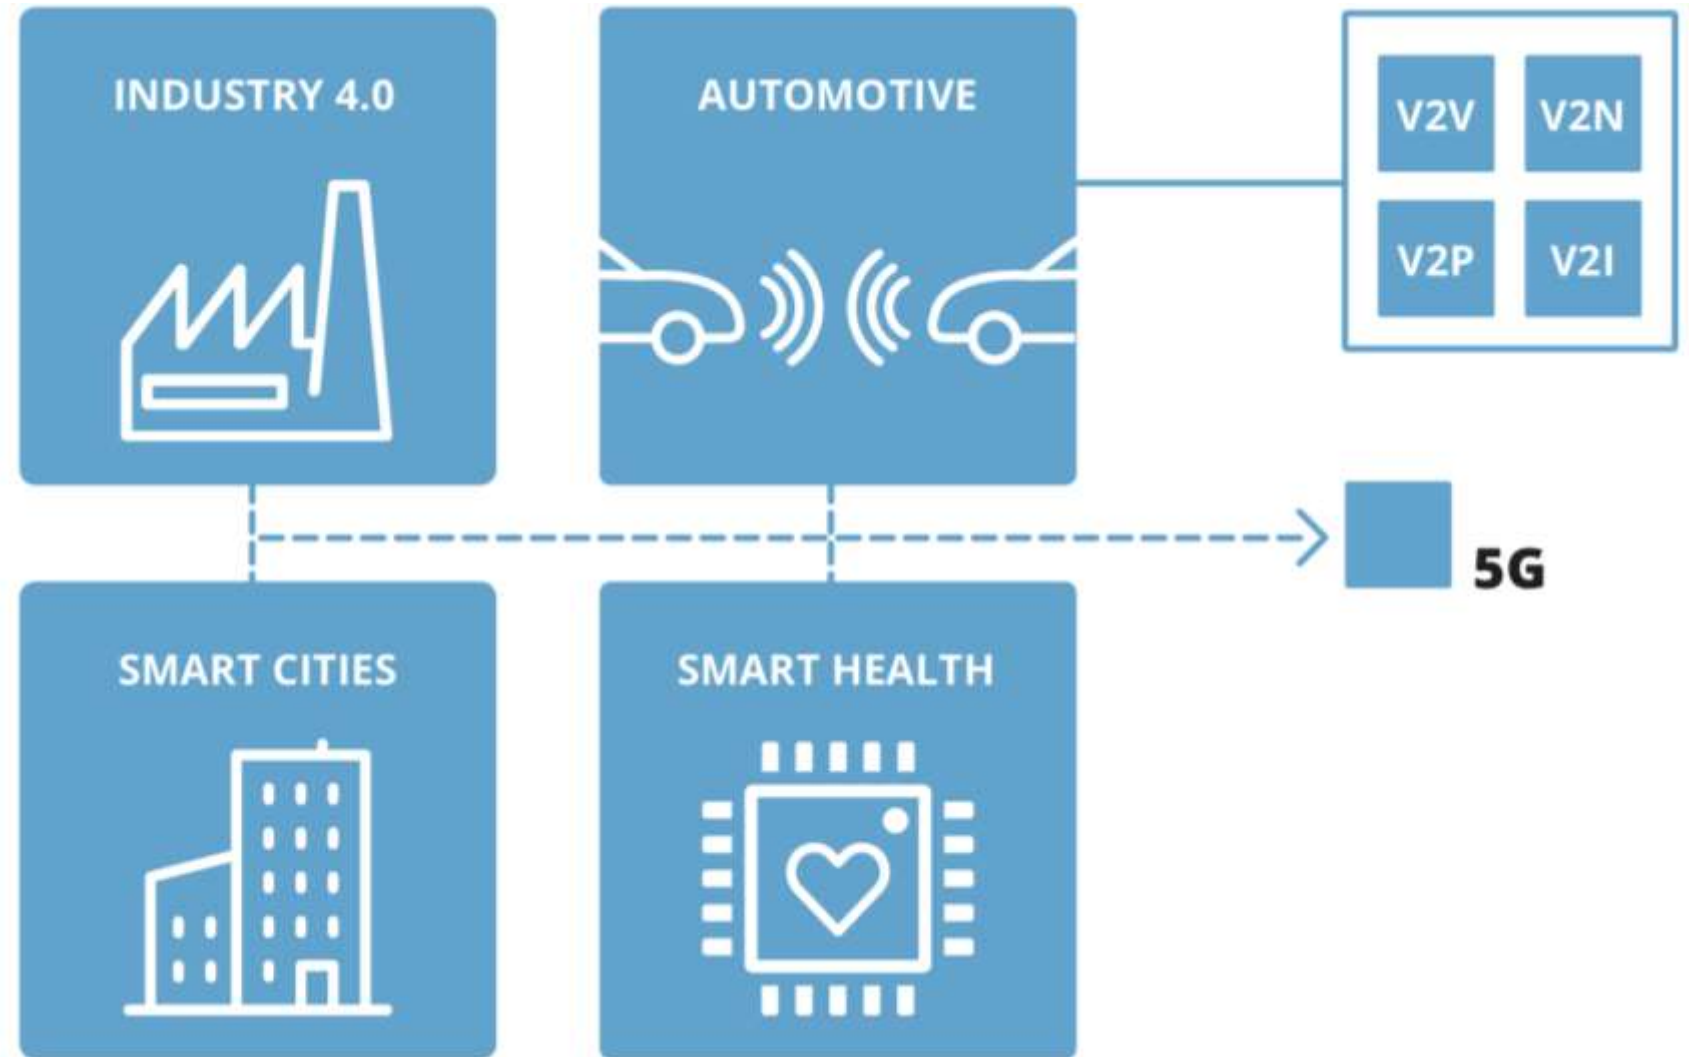 INDUSTRY 4.0
AUTOMOTIVE
V2V
V2N
V2P
V2I
5G
SMART CITIES
SMART HEALTH